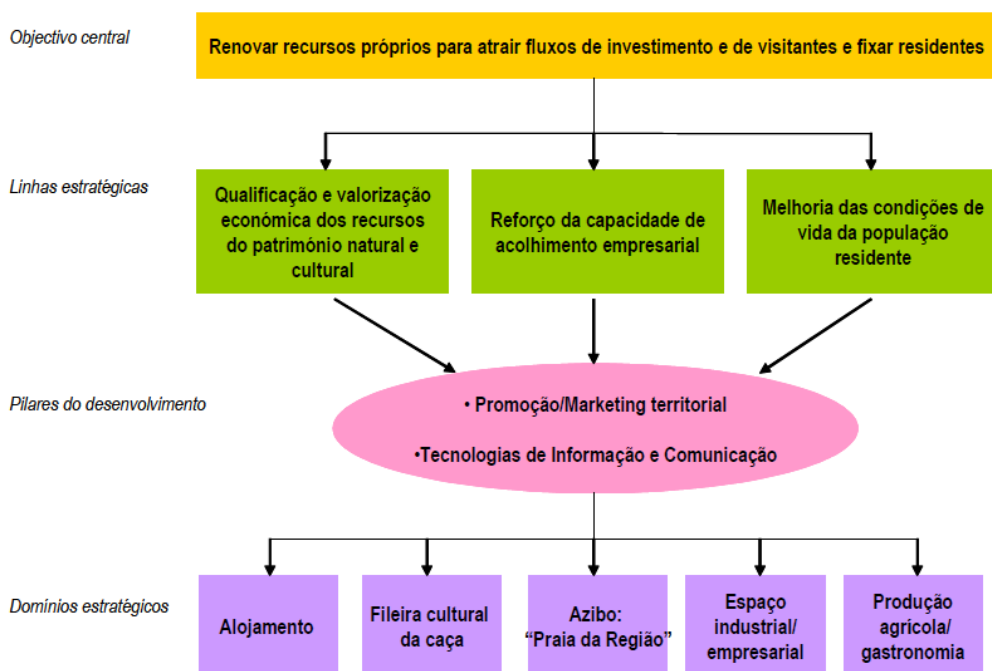 Objectivo central
Renovar recursos próprios para atrair fluxos de investimento e de visitantes e fixar residentes
Linhas estratégicas
Qualificação e valorização
económica dos recursos
do património natural e
cultural
Reforço da capacidade de
acolhimento empresarial
Melhoria das condições de
vida da população
residente
Pilares do desenvolvimento
• Promoção/Marketing territorial
•Tecnologias de Informação e Comunicação
Domínios estratégicos
Alojamento
Fileira cultural
da caça
Azibo:
“Praia da Região”
Espaço
industrial/
empresarial
Produção
agrícola/
gastronomia